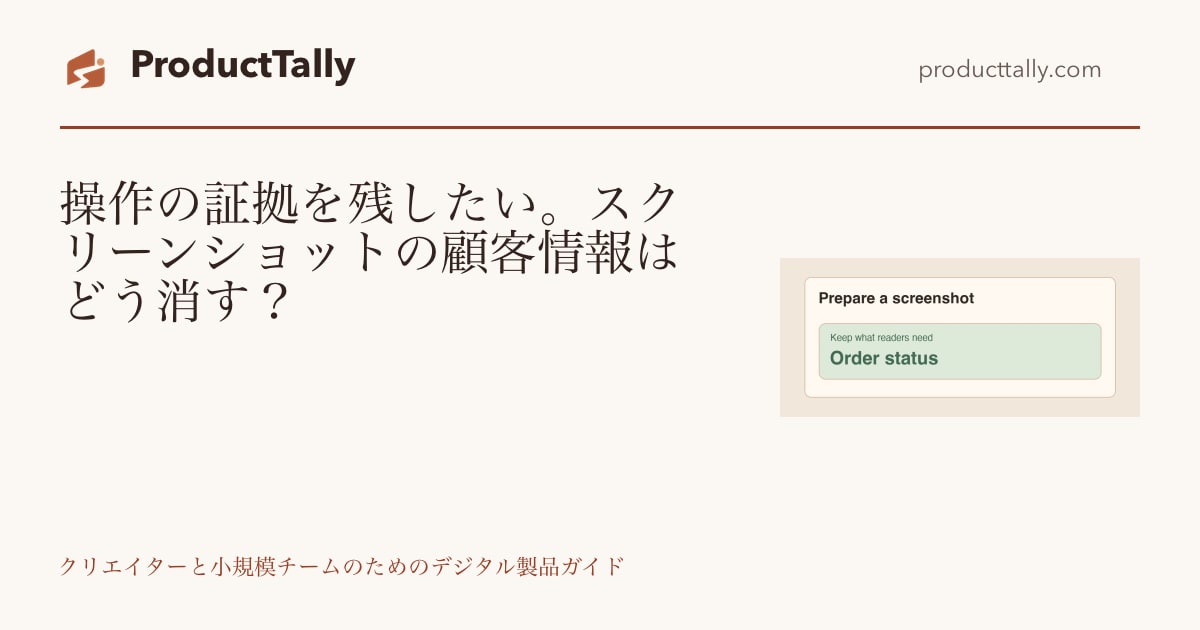 ProductTally
producttally.com
操作の証拠を残したい。スク
リーンショットの顧客情報は
どう消す？
Prepare a screenshot
Keep what readers need
Order status
クリエイターと小規模チームのためのデジタル製品ガイド